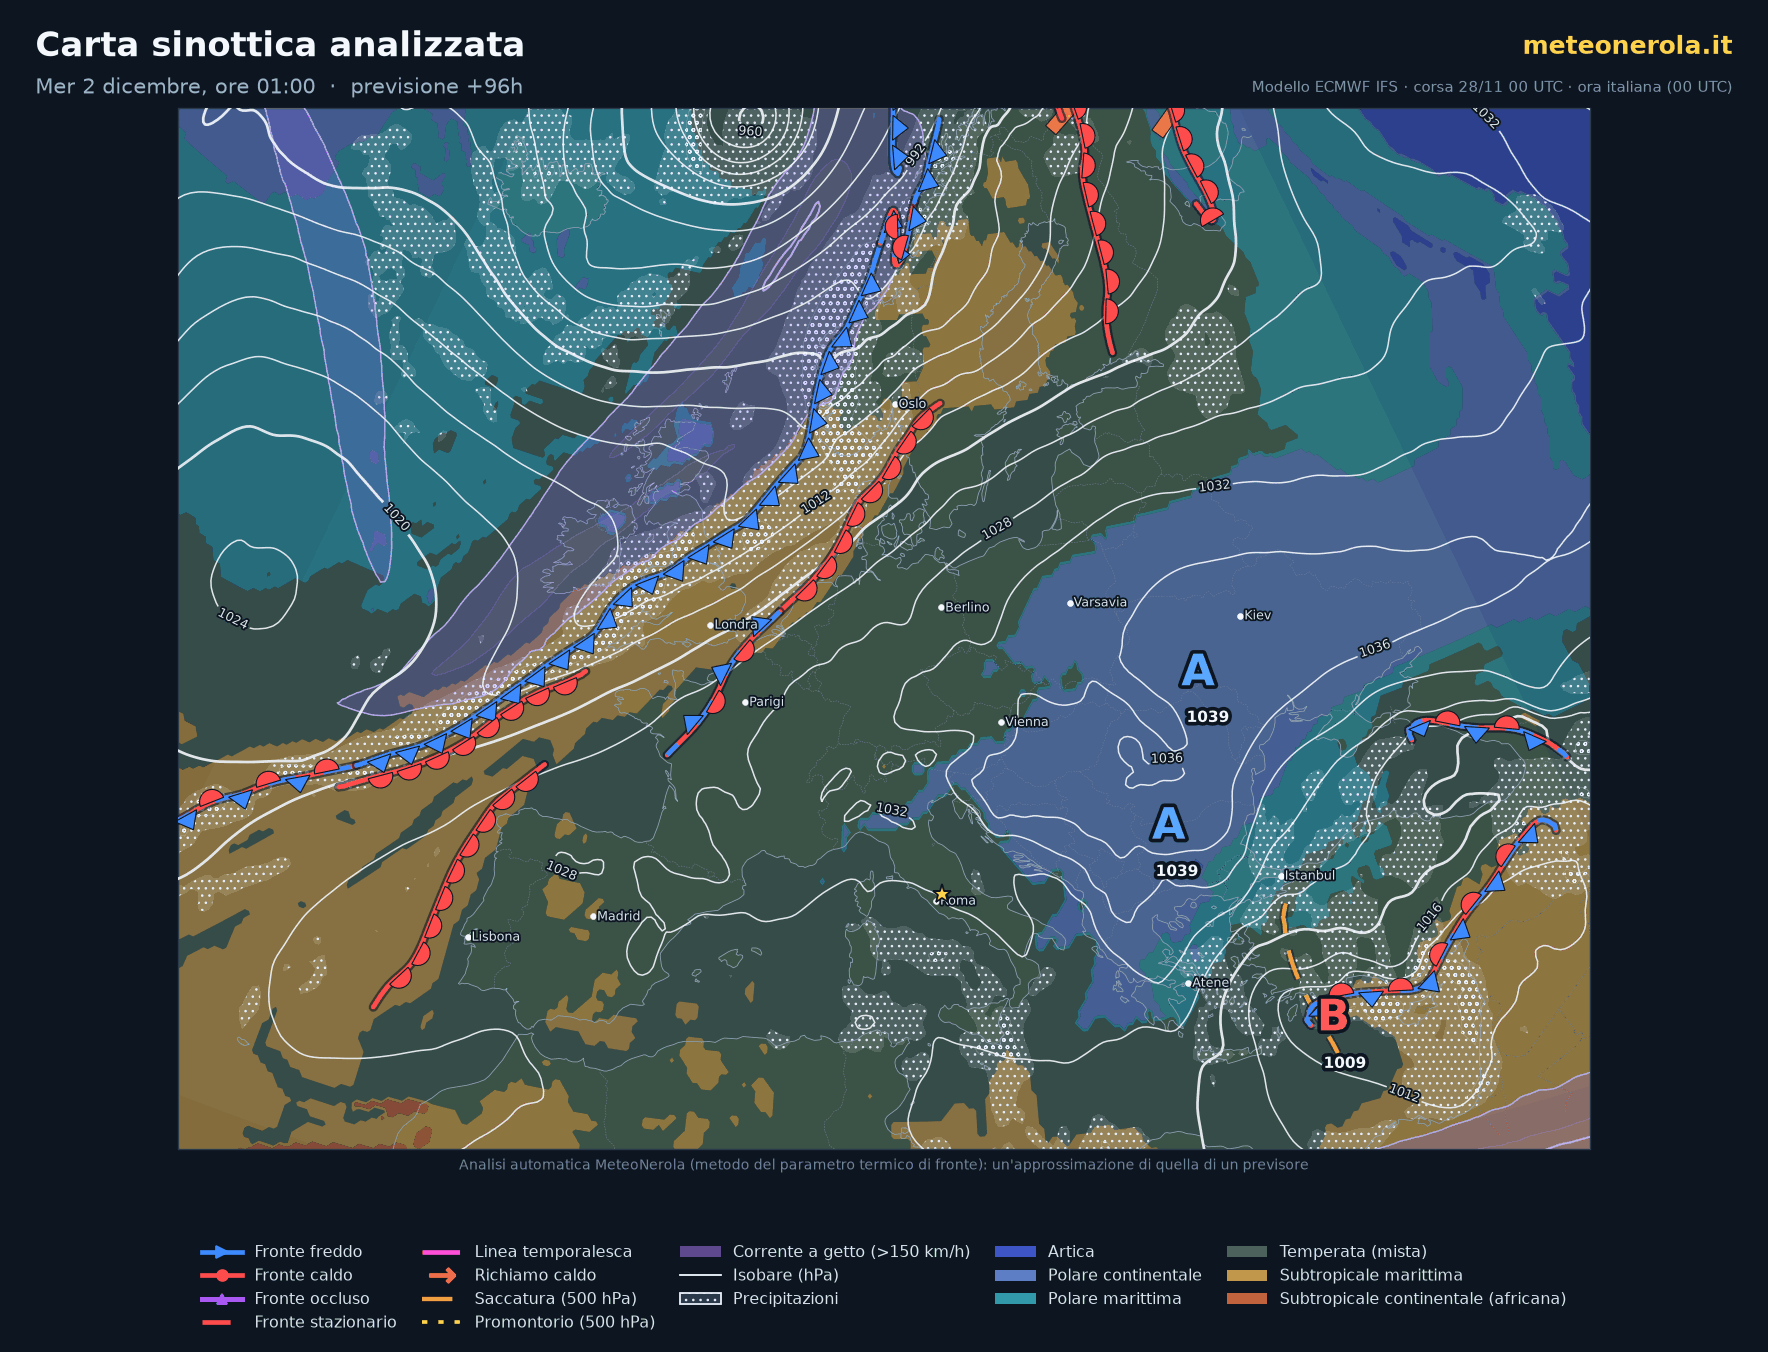 Carta sinottica analizzata
meteonerola.it
Mer 2 dicembre, ore 01:00 · previsione +96h
Modello ECMWF IFS · corsa 28/11 00 UTC · ora italiana (00 UTC)
960
1032
992
Oslo
1032
1012
1020
1028
Berlino
Varsavia
Kiev
1024
Londra
1036
A
1039
Parigi
Vienna
1036
1032
A
1039
1028
Istanbul
Roma
Madrid
1016
Lisbona
Atene
B
1009
1012
Analisi automatica MeteoNerola (metodo del parametro termico di fronte): un'approssimazione di quella di un previsore
Fronte freddo
Fronte caldo
Fronte occluso
Fronte stazionario
Linea temporalesca
Richiamo caldo
Saccatura (500 hPa)
Promontorio (500 hPa)
Corrente a getto (>150 km/h)
Isobare (hPa)
Precipitazioni
Artica
Polare continentale
Polare marittima
Temperata (mista)
Subtropicale marittima
Subtropicale continentale (africana)